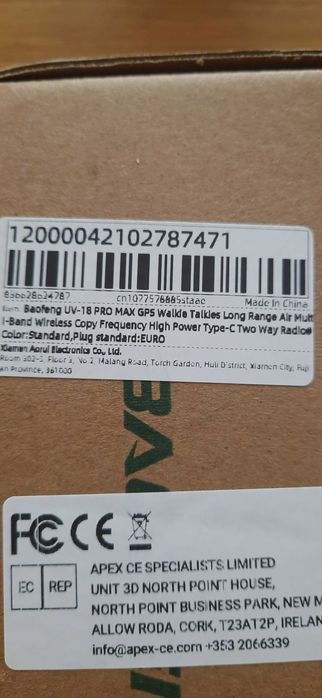 12000042102787471
cn1077576885staae Made In China
Item: Baofeng UV-18 PRO MAX GPS Walkie Talkies Long Range Air Mult
i-Band Wireless Copy Frequency High Power Type-C Two Way Radio#
Color:Standard,Plug standard:EURO
Xiamen Aorui Electronics Co., Ltd.
Room 302-5, Floor 3, No.2, Malang Road, Torch Garden, Huli District, Xiamen City, Fuji
an Province, 361000
FC CE
EC REP
APEX CE SPECIALISTS LIMITED
UNIT 3D NORTH POINT HOUSE,
NORTH POINT BUSINESS PARK, NEW M
ALLOW RODA, CORK, T23AT2P, IRELAN
info@apex-ce.com +353 2066339